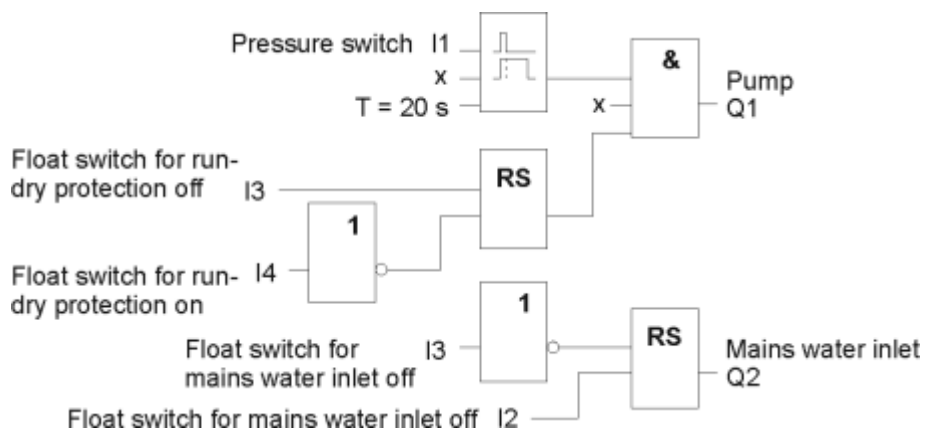 Pressure switch I1
x
T = 20 s
&
x
Pump
Q1
Float switch for run-
dry protection off I3
RS
1
Float switch for run-
dry protection on I4
1
Float switch for
mains water inlet off I3
RS
Mains water inlet
Q2
Float switch for mains water inlet off I2